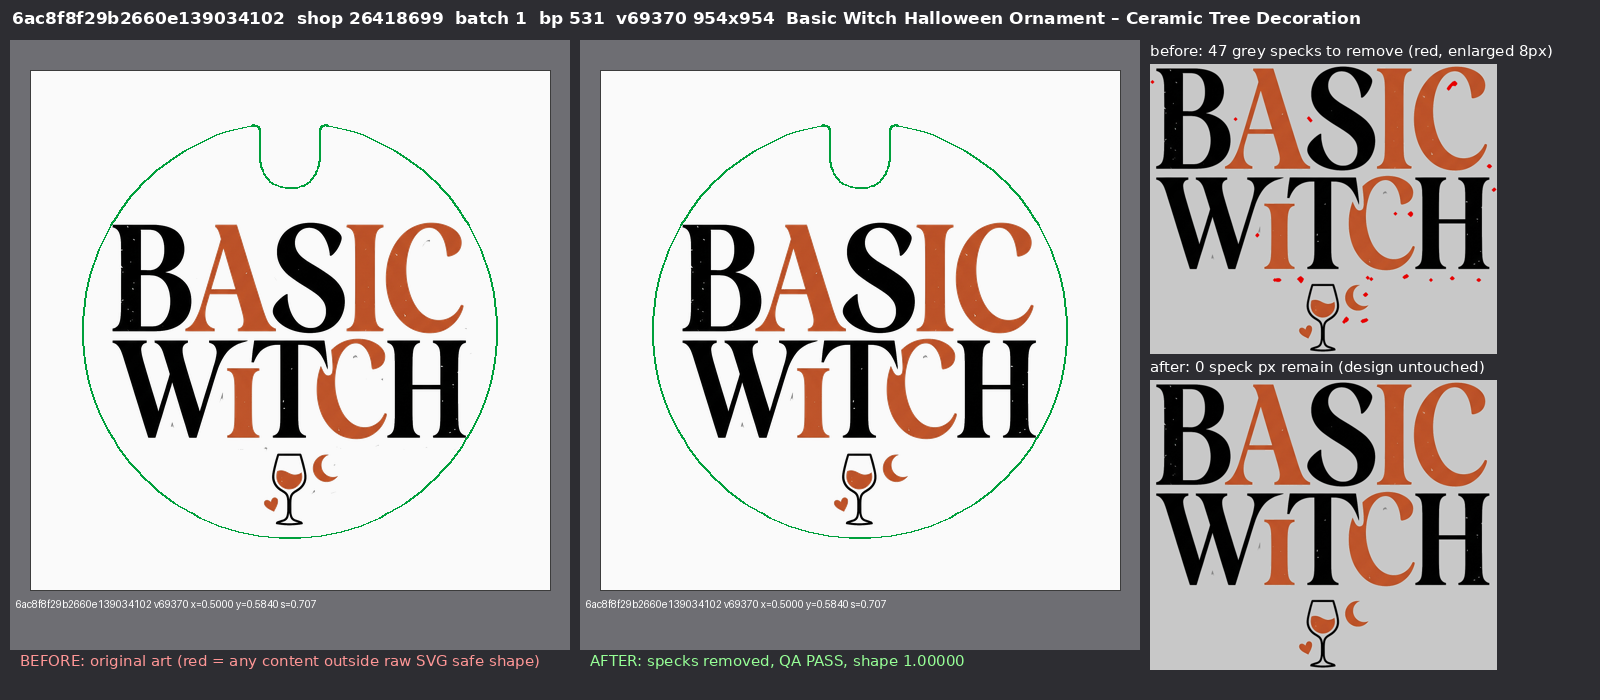 6ac8f8f29b2660e139034102 shop 26418699 batch 1 bp 531 v69370 954x954 Basic Witch Halloween Ornament – Ceramic Tree Decoration
BASIC
WiTCH
6ac8f8f29b2660e139034102 v69370 x=0.5000 y=0.5840 s=0.707
BEFORE: original art (red = any content outside raw SVG safe shape)
BASIC
WiTCH
6ac8f8f29b2660e139034102 v69370 x=0.5000 y=0.5840 s=0.707
AFTER: specks removed, QA PASS, shape 1.00000
before: 47 grey specks to remove (red, enlarged 8px)
BASIC
WiTCH
after: 0 speck px remain (design untouched)
BASIC
WiTCH